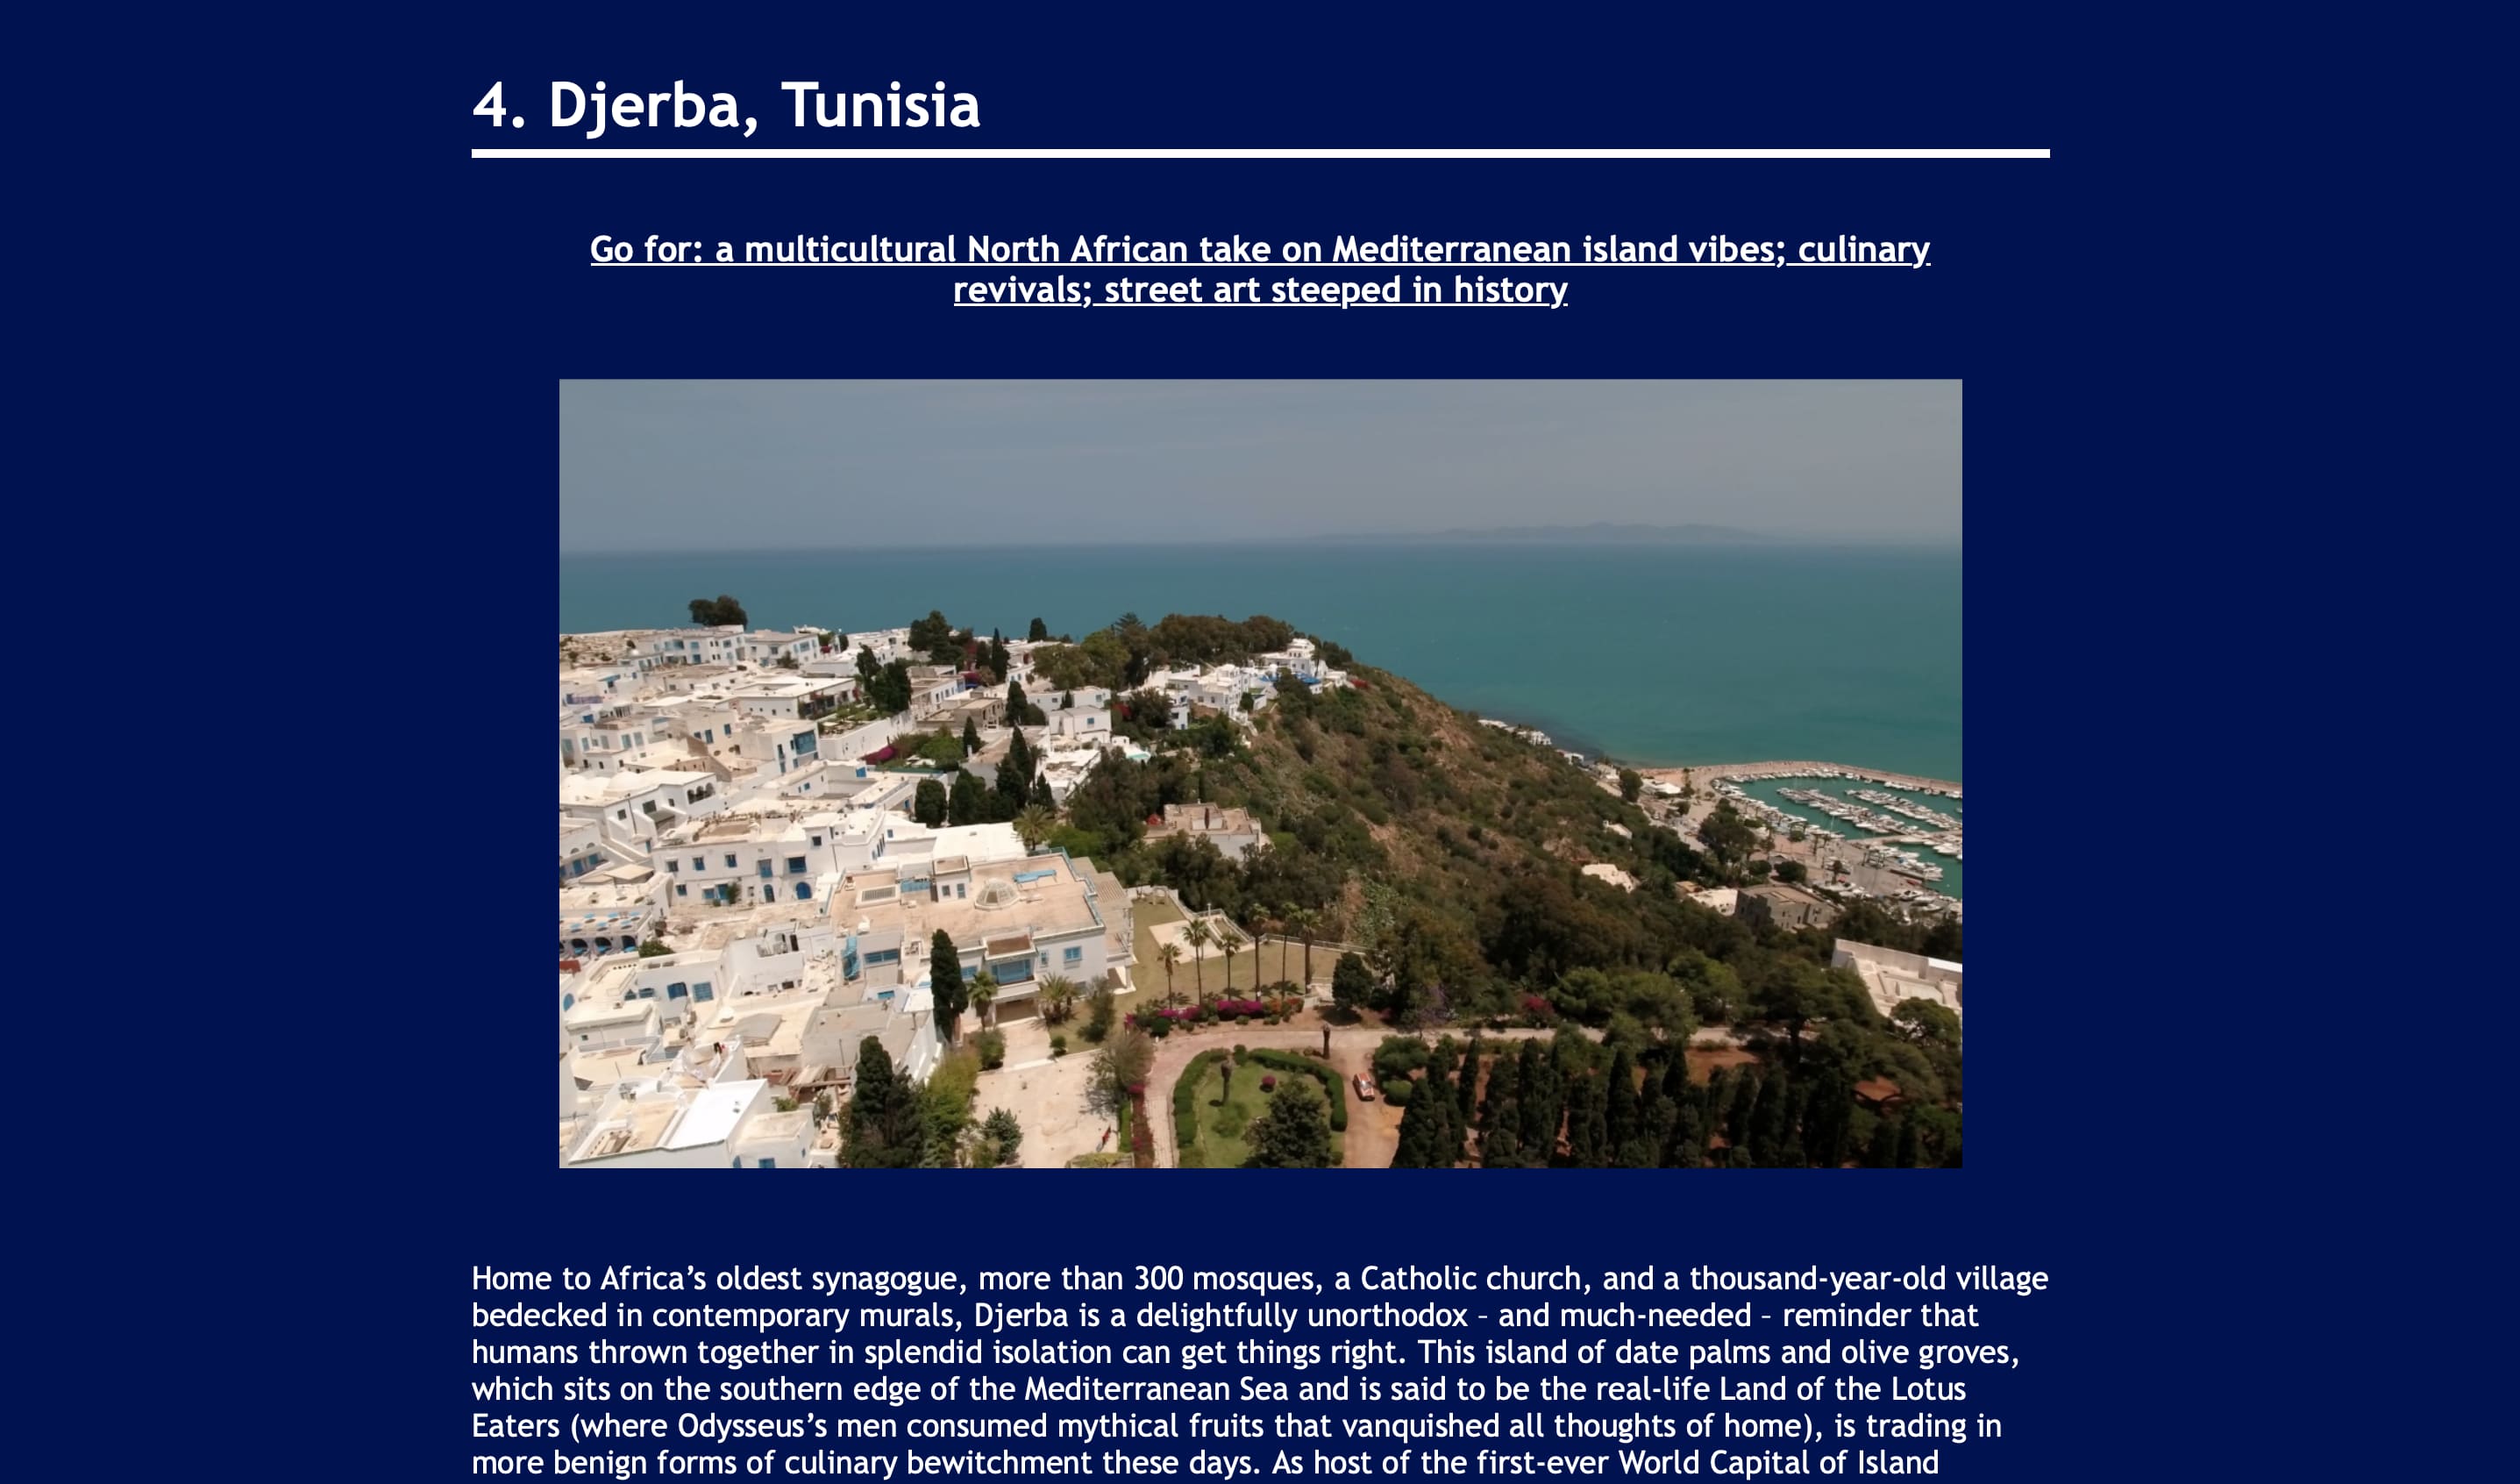 4. Djerba, Tunisia
Go for: a multicultural North African take on Mediterranean island vibes; culinary
revivals; street art steeped in history
Home to Africa’s oldest synagogue, more than 300 mosques, a Catholic church, and a thousand-year-old village
bedecked in contemporary murals, Djerba is a delightfully unorthodox – and much-needed – reminder that
humans thrown together in splendid isolation can get things right. This island of date palms and olive groves,
which sits on the southern edge of the Mediterranean Sea and is said to be the real-life Land of the Lotus
Eaters (where Odysseus’s men consumed mythical fruits that vanquished all thoughts of home), is trading in
more benign forms of culinary bewitchment these days. As host of the first-ever World Capital of Island